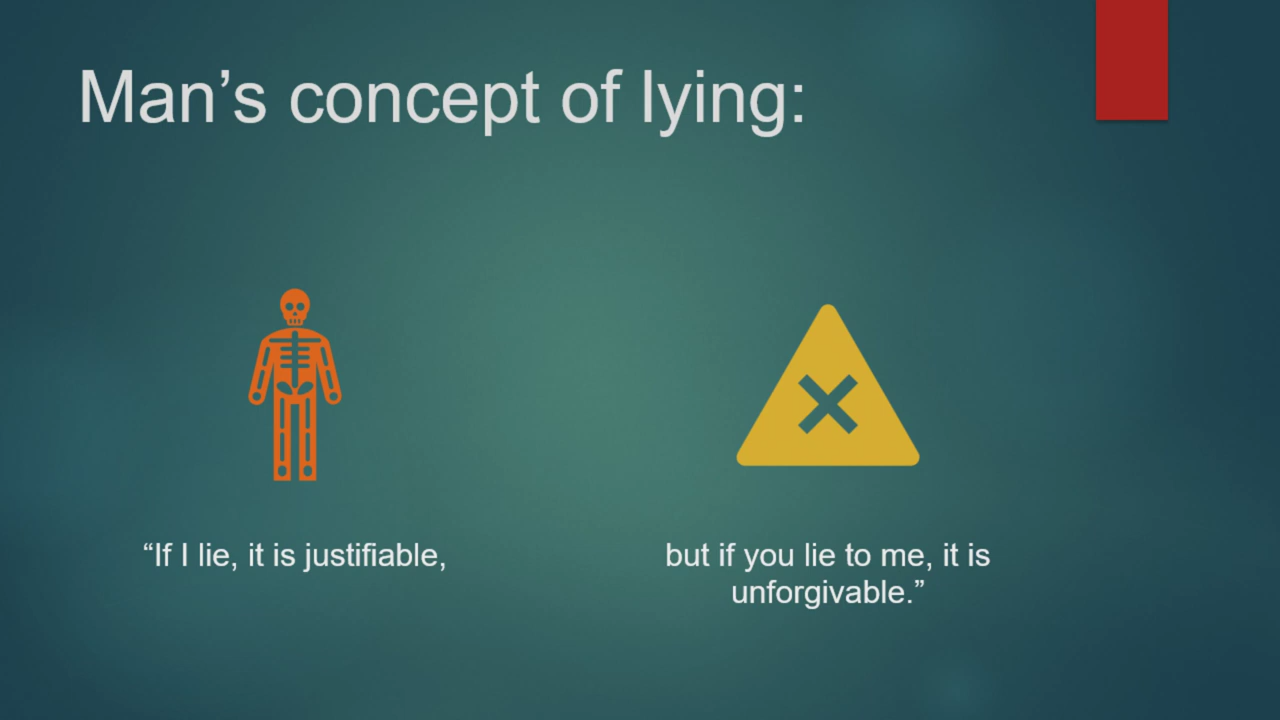 Man’s concept of lying:
“If I lie, it is justifiable,
but if you lie to me, it is
unforgivable.”